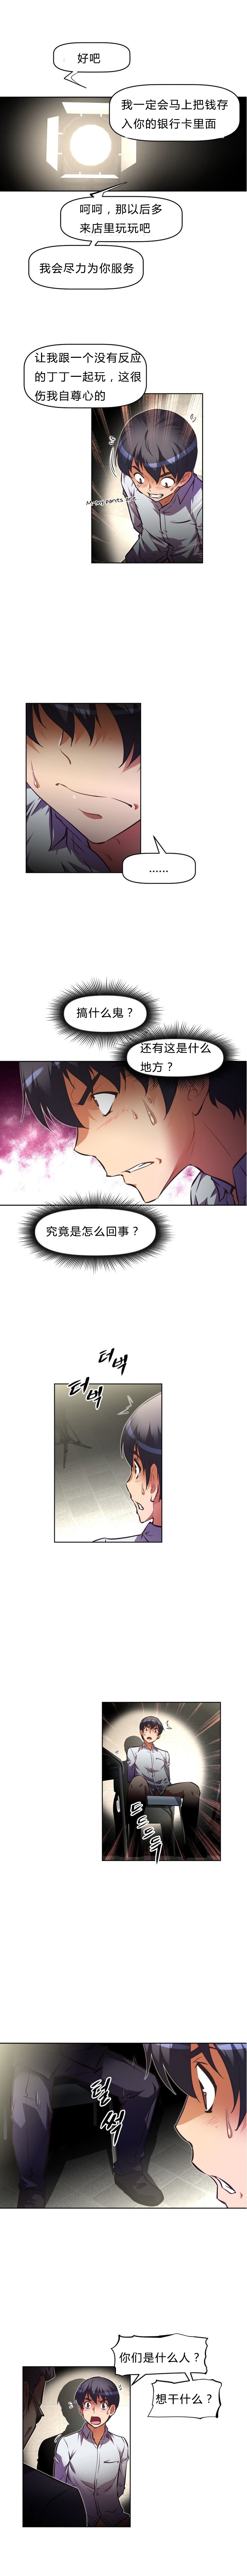 好吧
我一定会马上把钱存
入你的银行卡里面
呵呵，那以后多
来店里玩玩吧
我会尽力为你服务
让我跟一个没有反应
的丁丁一起玩，这很
伤我自尊心的
......
搞什么鬼？
还有这是什么
地方？
究竟是怎么回事？
터벅
터벅
드드드드
털썩
你们是什么人？
想干什么？